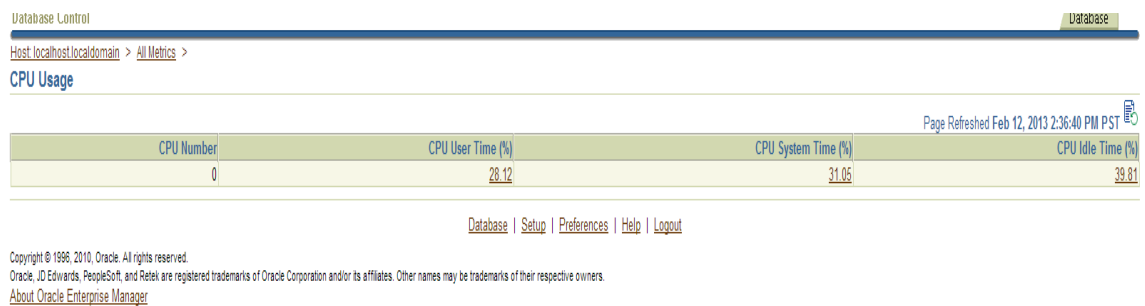 Database Control
Database
Host: localhost.localdomain > All Metrics >
CPU Usage
Page Refreshed Feb 12, 2013 2:36:40 PM PST
CPU Number CPU User Time (%) CPU System Time (%) CPU Idle Time (%)
0 28.12 31.05 39.81
Database | Setup | Preferences | Help | Logout
Copyright © 1996, 2010, Oracle. All rights reserved.
Oracle, JD Edwards, PeopleSoft, and Retek are registered trademarks of Oracle Corporation and/or its affiliates. Other names may be trademarks of their respective owners.
About Oracle Enterprise Manager